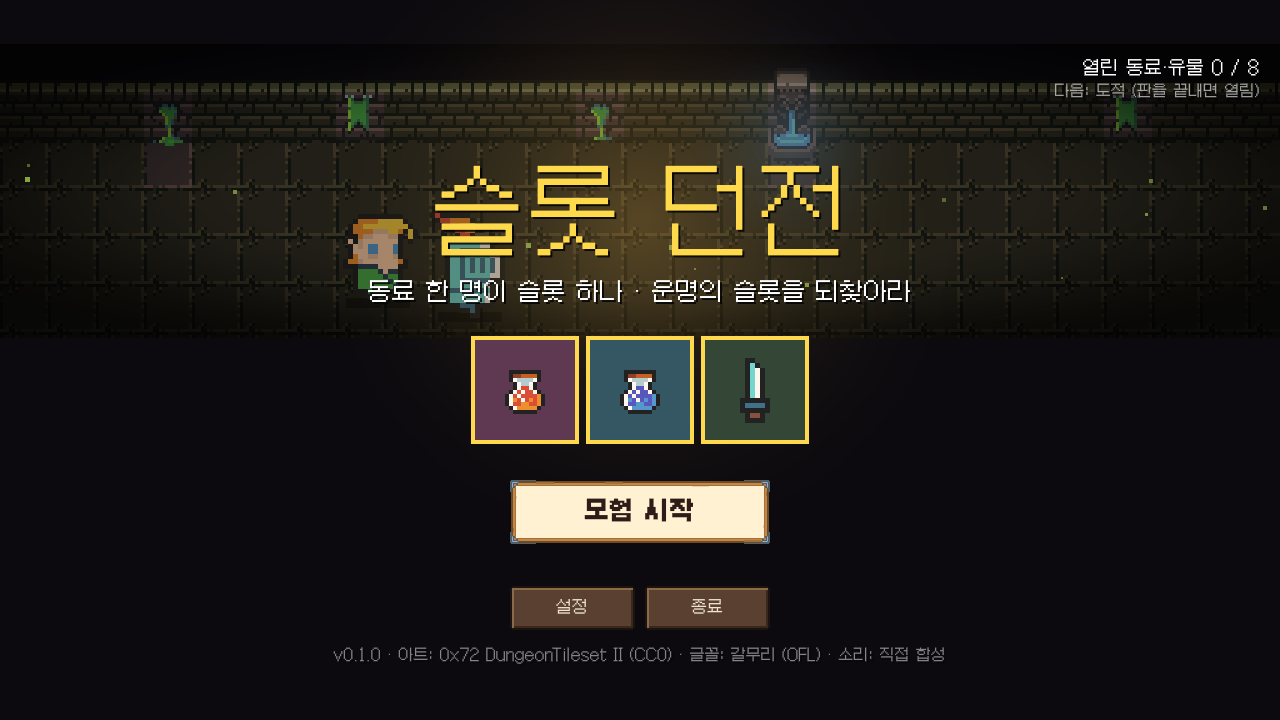 열린 동료·유물 0 / 8
다음: 도적 (판을 끝내면 열림)
슬롯 던전
동료 한 명이 슬롯 하나 · 운명의 슬롯을 되찾아라
모험 시작
설정
종료
v0.1.0 · 아트: 0x72 DungeonTileset II (CC0) · 글꼴: 갈무리 (OFL) · 소리: 직접 합성